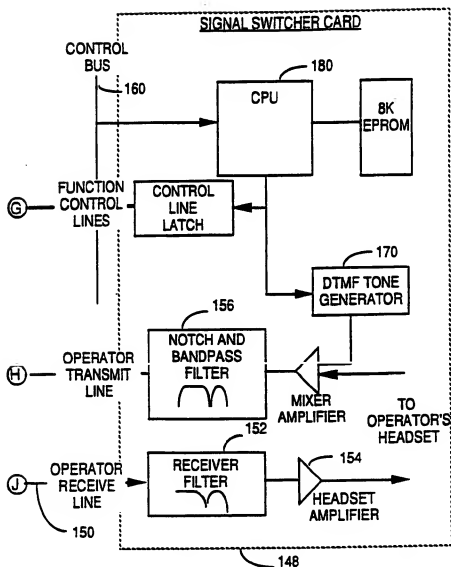 SIGNAL SWITCHER CARD
CONTROL
BUS
160
180
CPU
8K
EPROM
G
FUNCTION
CONTROL
LINES
CONTROL
LINE
LATCH
170
DTMF TONE
GENERATOR
156
NOTCH AND
BANDPASS
FILTER
H
OPERATOR
TRANSMIT
LINE
MIXER
AMPLIFIER
TO
OPERATOR'S
HEADSET
152
154
J
OPERATOR
RECEIVE
LINE
RECEIVER
FILTER
HEADSET
AMPLIFIER
150
148